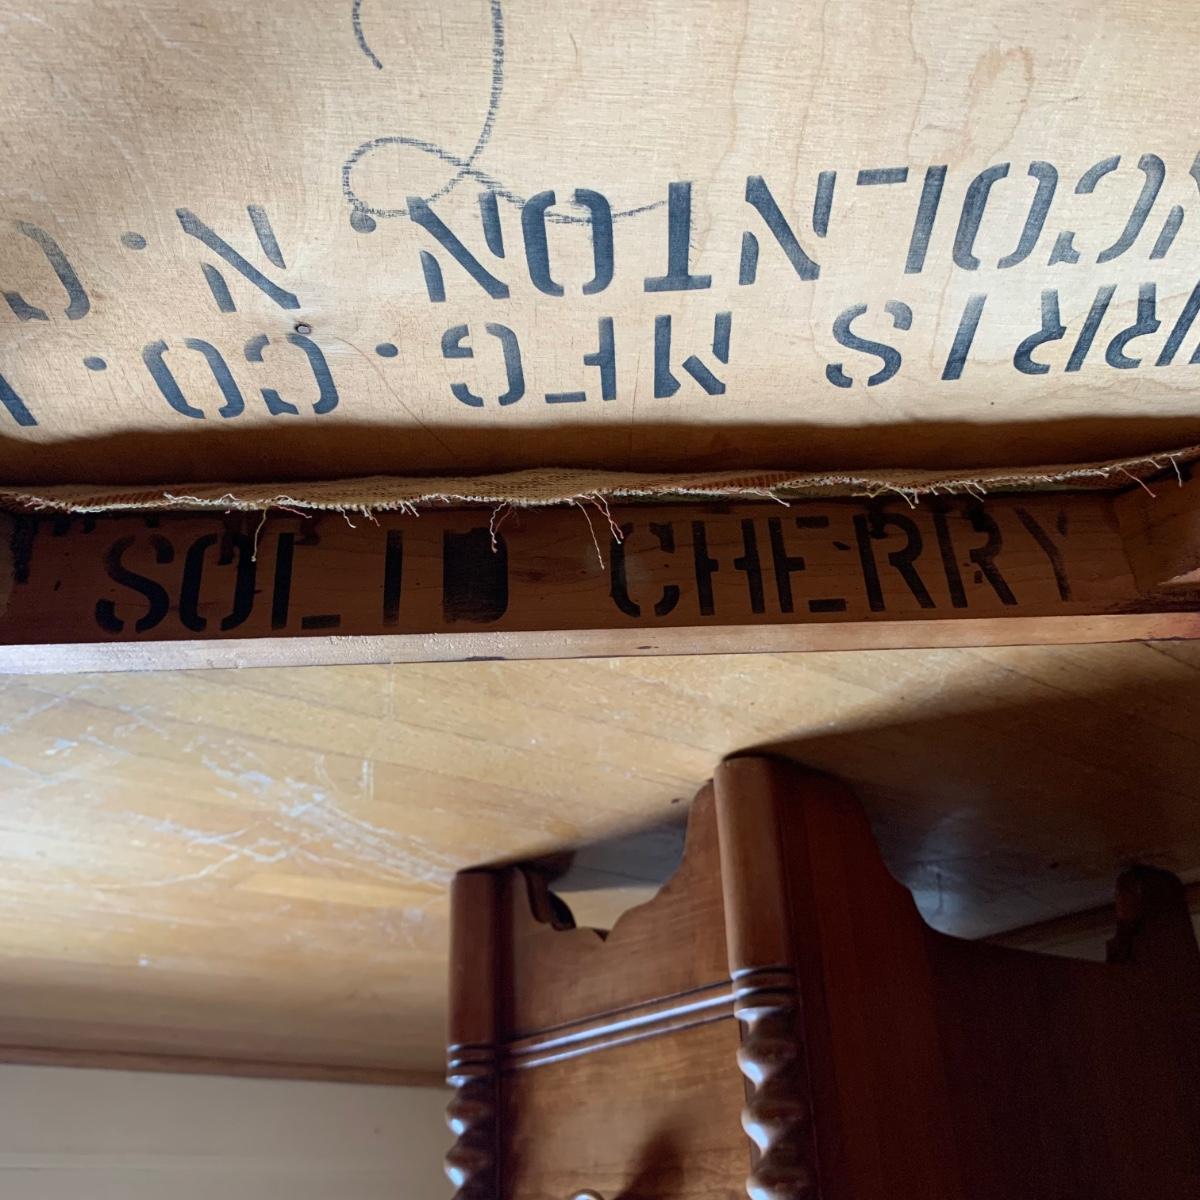 RRIS MFG. CO.
COLNTON. N. C
SOLID CHERRY